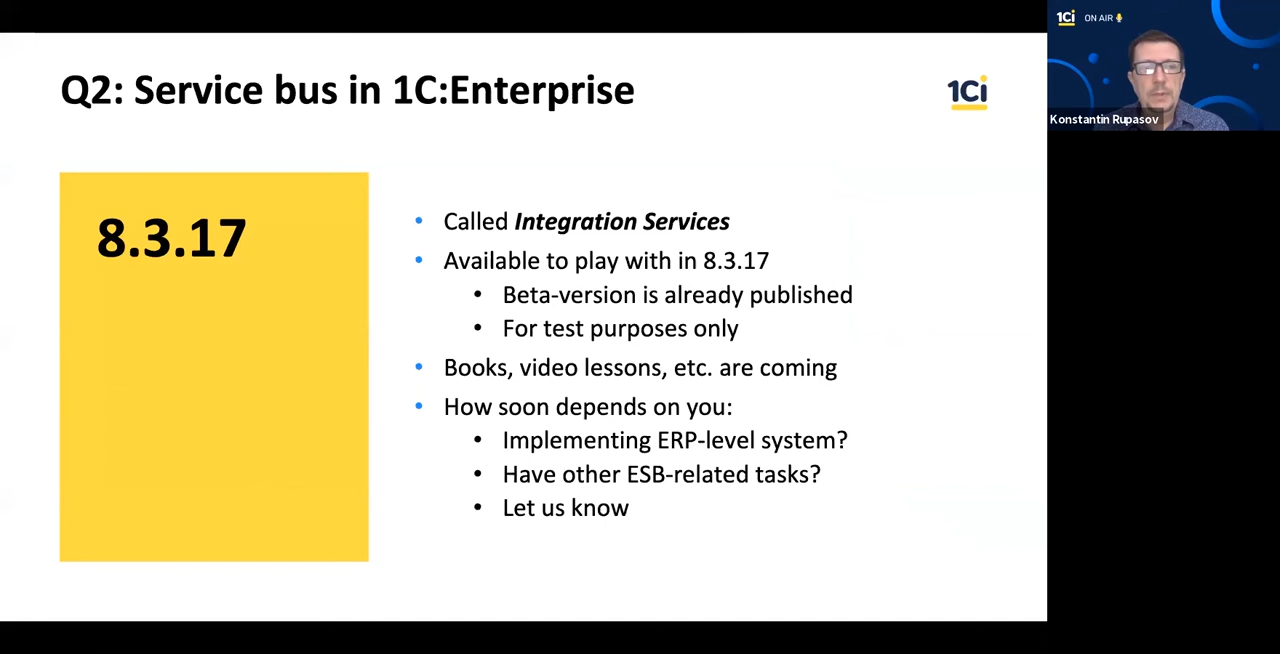 Q2: Service bus in 1C:Enterprise
1Ci
8.3.17
• Called Integration Services
• Available to play with in 8.3.17
• Beta-version is already published
• For test purposes only
• Books, video lessons, etc. are coming
• How soon depends on you:
• Implementing ERP-level system?
• Have other ESB-related tasks?
• Let us know
1Ci ON AIR
Konstantin Rupasov